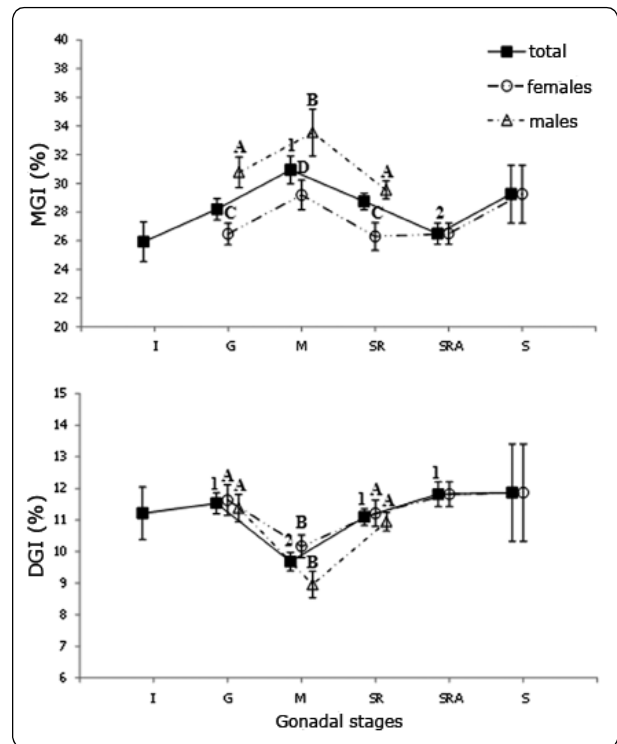 MGI (%)
40
38
36
34
32
30
28
26
24
22
20
total
females
males
A
B
A
1
D
C
C
2
I G M SR SRA S
DGI (%)
15
14
13
12
11
10
9
8
7
6
1 A A
2 B
B
1 A A
1
I G M SR SRA S
Gonadal stages